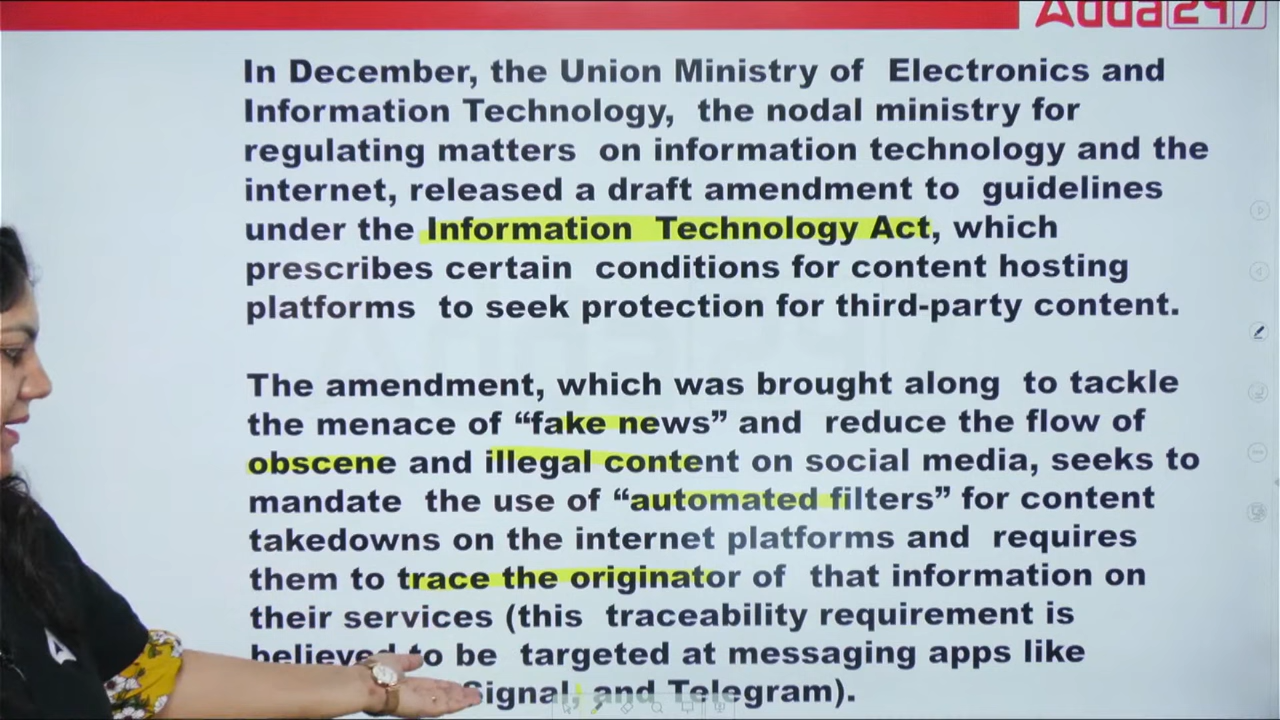 Adda247
In December, the Union Ministry of Electronics and
Information Technology, the nodal ministry for
regulating matters on information technology and the
internet, released a draft amendment to guidelines
under the Information Technology Act, which
prescribes certain conditions for content hosting
platforms to seek protection for third-party content.
The amendment, which was brought along to tackle
the menace of “fake news” and reduce the flow of
obscene and illegal content on social media, seeks to
mandate the use of “automated filters” for content
takedowns on the internet platforms and requires
them to trace the originator of that information on
their services (this traceability requirement is
believed to be targeted at messaging apps like
Signal, and Telegram).